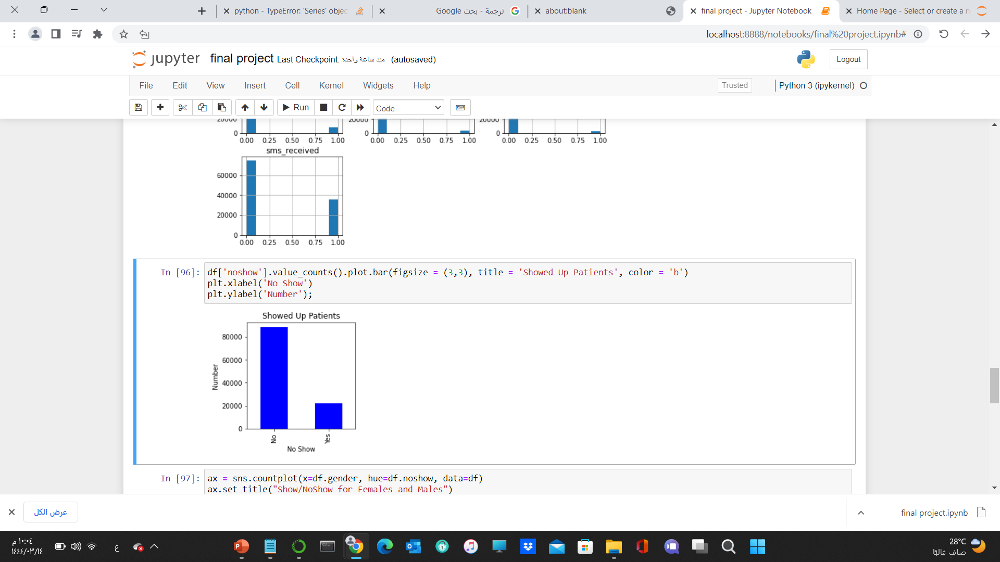 python - TypeError: 'Series' objec
ترجمة - بحث Google
about:blank
final project - Jupyter Notebook
Home Page - Select or create a n
localhost:8888/notebooks/final%20project.ipynb#
jupyter final project Last Checkpoint: منذ ساعة واحدة (autosaved)
Logout
File Edit View Insert Cell Kernel Widgets Help
Trusted
Python 3 (ipykernel)
Run
Code
20000 20000 20000
0 0 0
0.00 0.25 0.50 0.75 1.00 0.00 0.25 0.50 0.75 1.00 0.00 0.25 0.50 0.75 1.00
sms_received
60000
40000
20000
0
0.00 0.25 0.50 0.75 1.00
In [96]: df['noshow'].value_counts().plot.bar(figsize = (3,3), title = 'Showed Up Patients', color = 'b')
plt.xlabel('No Show')
plt.ylabel('Number');
Showed Up Patients
80000
60000
40000
20000
0
Number
No Yes
No Show
In [97]: ax = sns.countplot(x=df.gender, hue=df.noshow, data=df)
ax.set_title("Show/NoShow for Females and Males")
عرض الكل
final project.ipynb
١٠:٠٤ م
١٤٤٤/٠٣/١٤
ع
28°C
صافٍ غالبًا